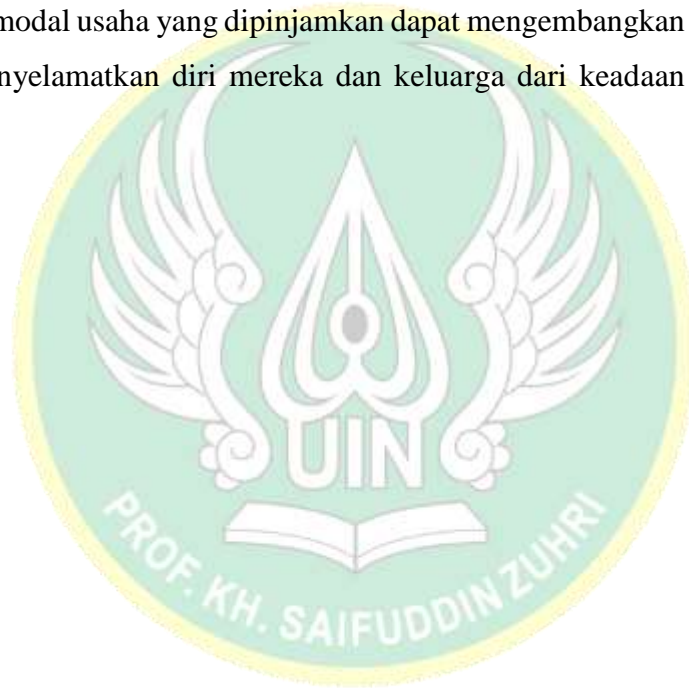 modal usaha yang dipinjamkan dapat mengembangkan
nyelamatkan diri mereka dan keluarga dari keadaan
UIN
PROF. KH. SAIFUDDIN ZUHRI